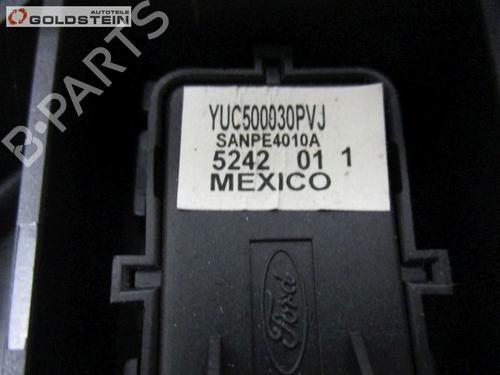 AUTOTEILE
GOLDSTEIN
B-PARTS
YUC500030PVJ
SANPE4010A
5242 01 1
MEXICO
Ford